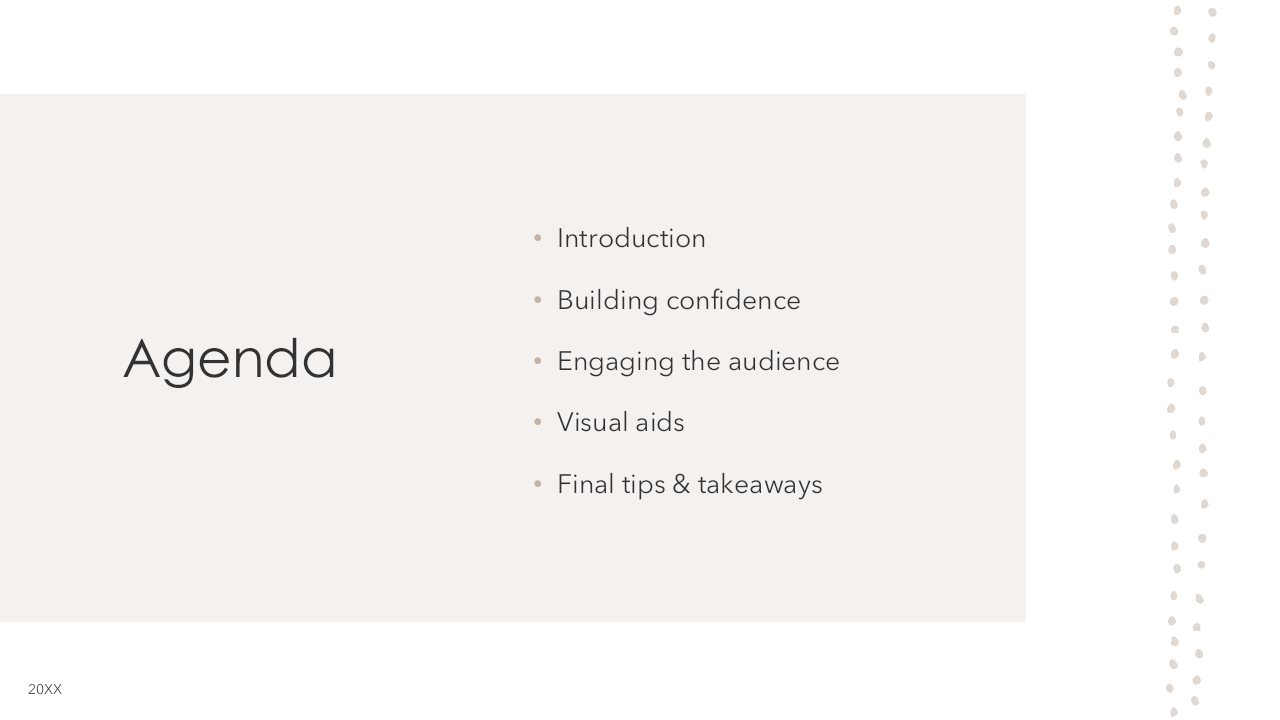 Agenda
• Introduction
• Building confidence
• Engaging the audience
• Visual aids
• Final tips & takeaways
20XX